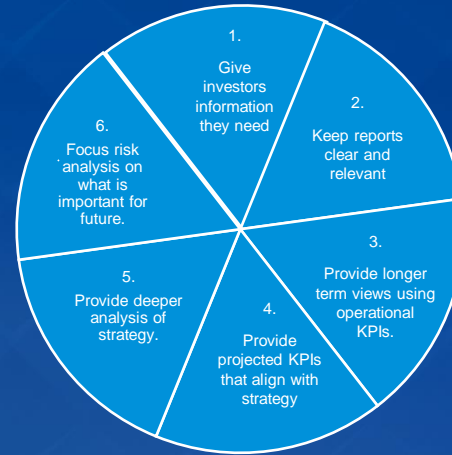 1.
Give
investors
information
they need
2.
Keep reports
clear and
relevant
3.
Provide longer
term views using
operational
KPIs.
4.
Provide
projected KPIs
that align with
strategy
5.
Provide deeper
analysis of
strategy.
6.
Focus risk
analysis on
what is
important for
future.